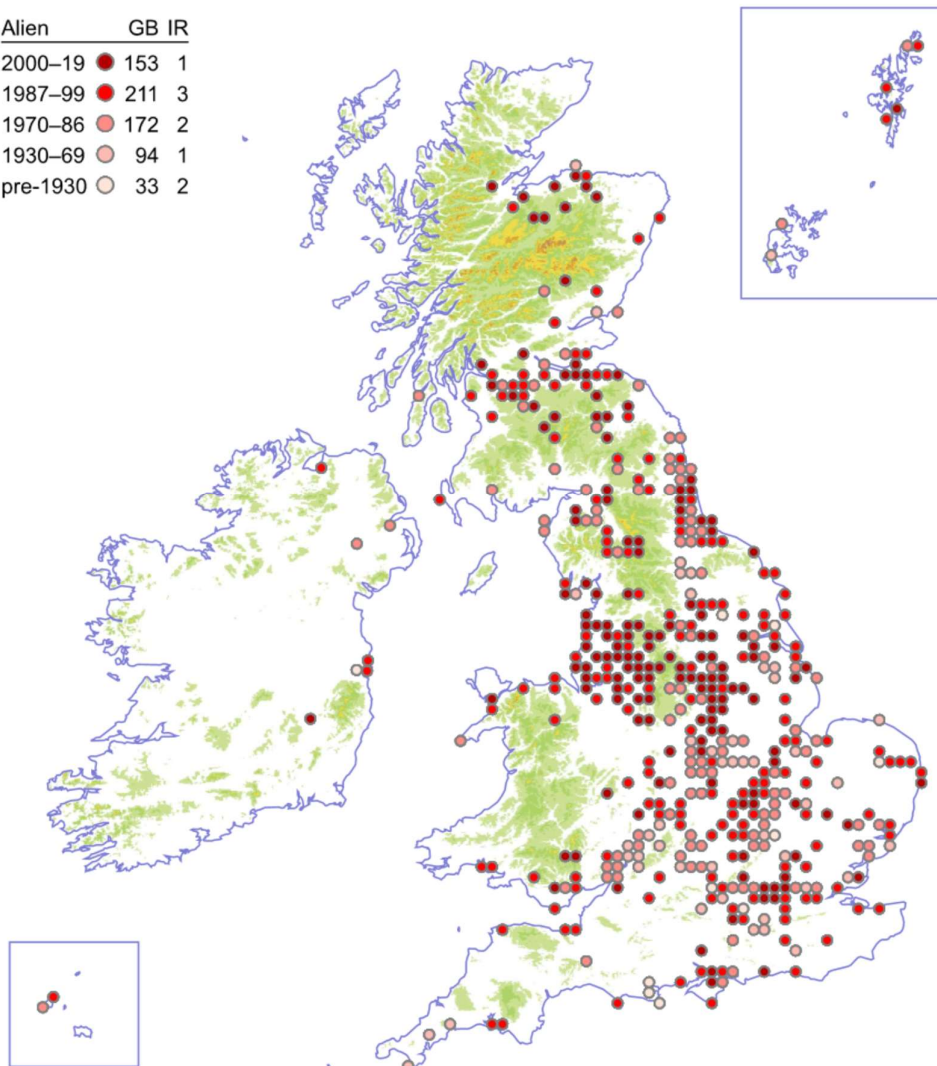 Alien GB IR
2000–19 153 1
1987–99 211 3
1970–86 172 2
1930–69 94 1
pre-1930 33 2